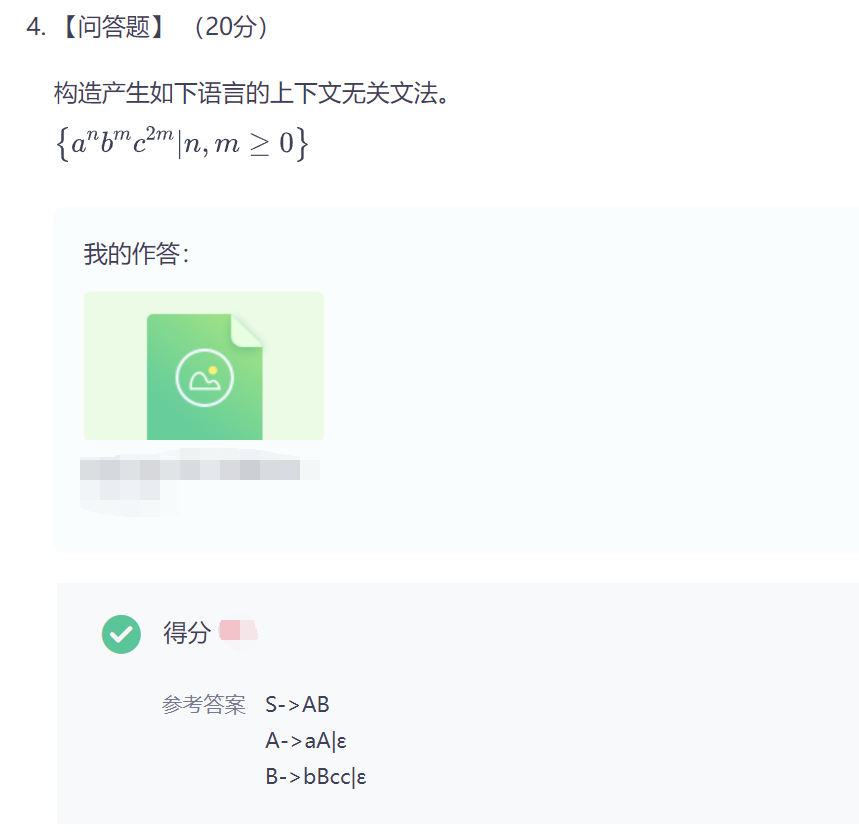 4. 【问答题】 （20分）
构造产生如下语言的上下文无关文法。
{aⁿbᵐc²ᵐ|n, m ≥ 0}
我的作答：
得分
参考答案 S->AB
A->aA|ε
B->bBcc|ε